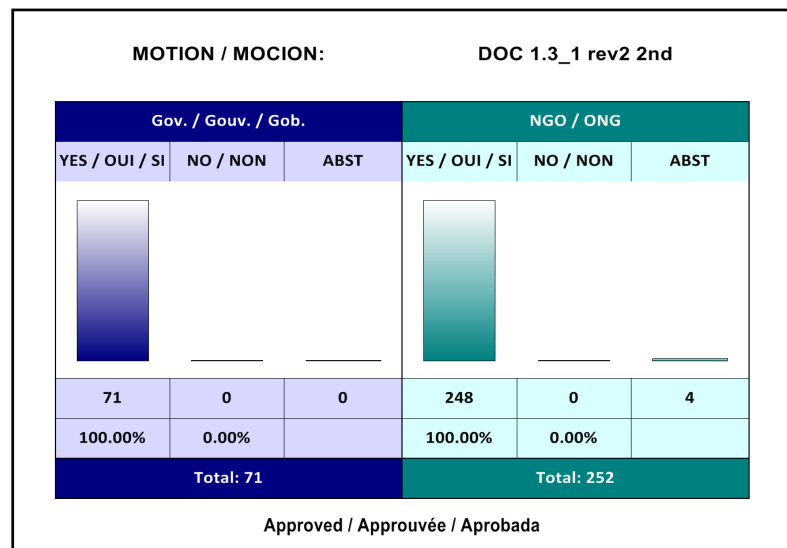 MOTION / MOCION: DOC 1.3_1 rev2 2nd
Gov. / Gouv. / Gob. NGO / ONG
YES / OUI / SI NO / NON ABST YES / OUI / SI NO / NON ABST
71 0 0 248 0 4
100.00% 0.00% 100.00% 0.00%
Total: 71 Total: 252
Approved / Approuvée / Aprobada